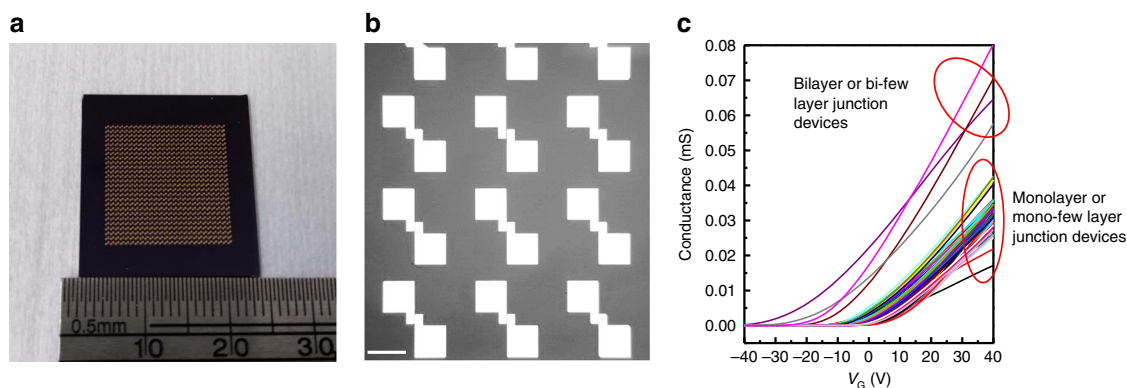 a
b
c
0.5mm
10 20 30
0.08
0.07
0.06
0.05
0.04
0.03
0.02
0.01
0.00
Conductance (mS)
Bilayer or bi-few
layer junction
devices
Monolayer or
mono-few layer
junction devices
−40 −30 −20 −10 0 10 20 30 40
VG (V)